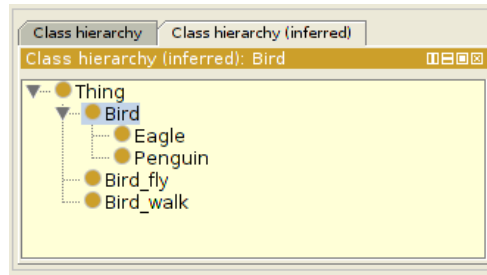 Class hierarchy Class hierarchy (inferred)
Class hierarchy (inferred): Bird
Thing
Bird
Eagle
Penguin
Bird_fly
Bird_walk